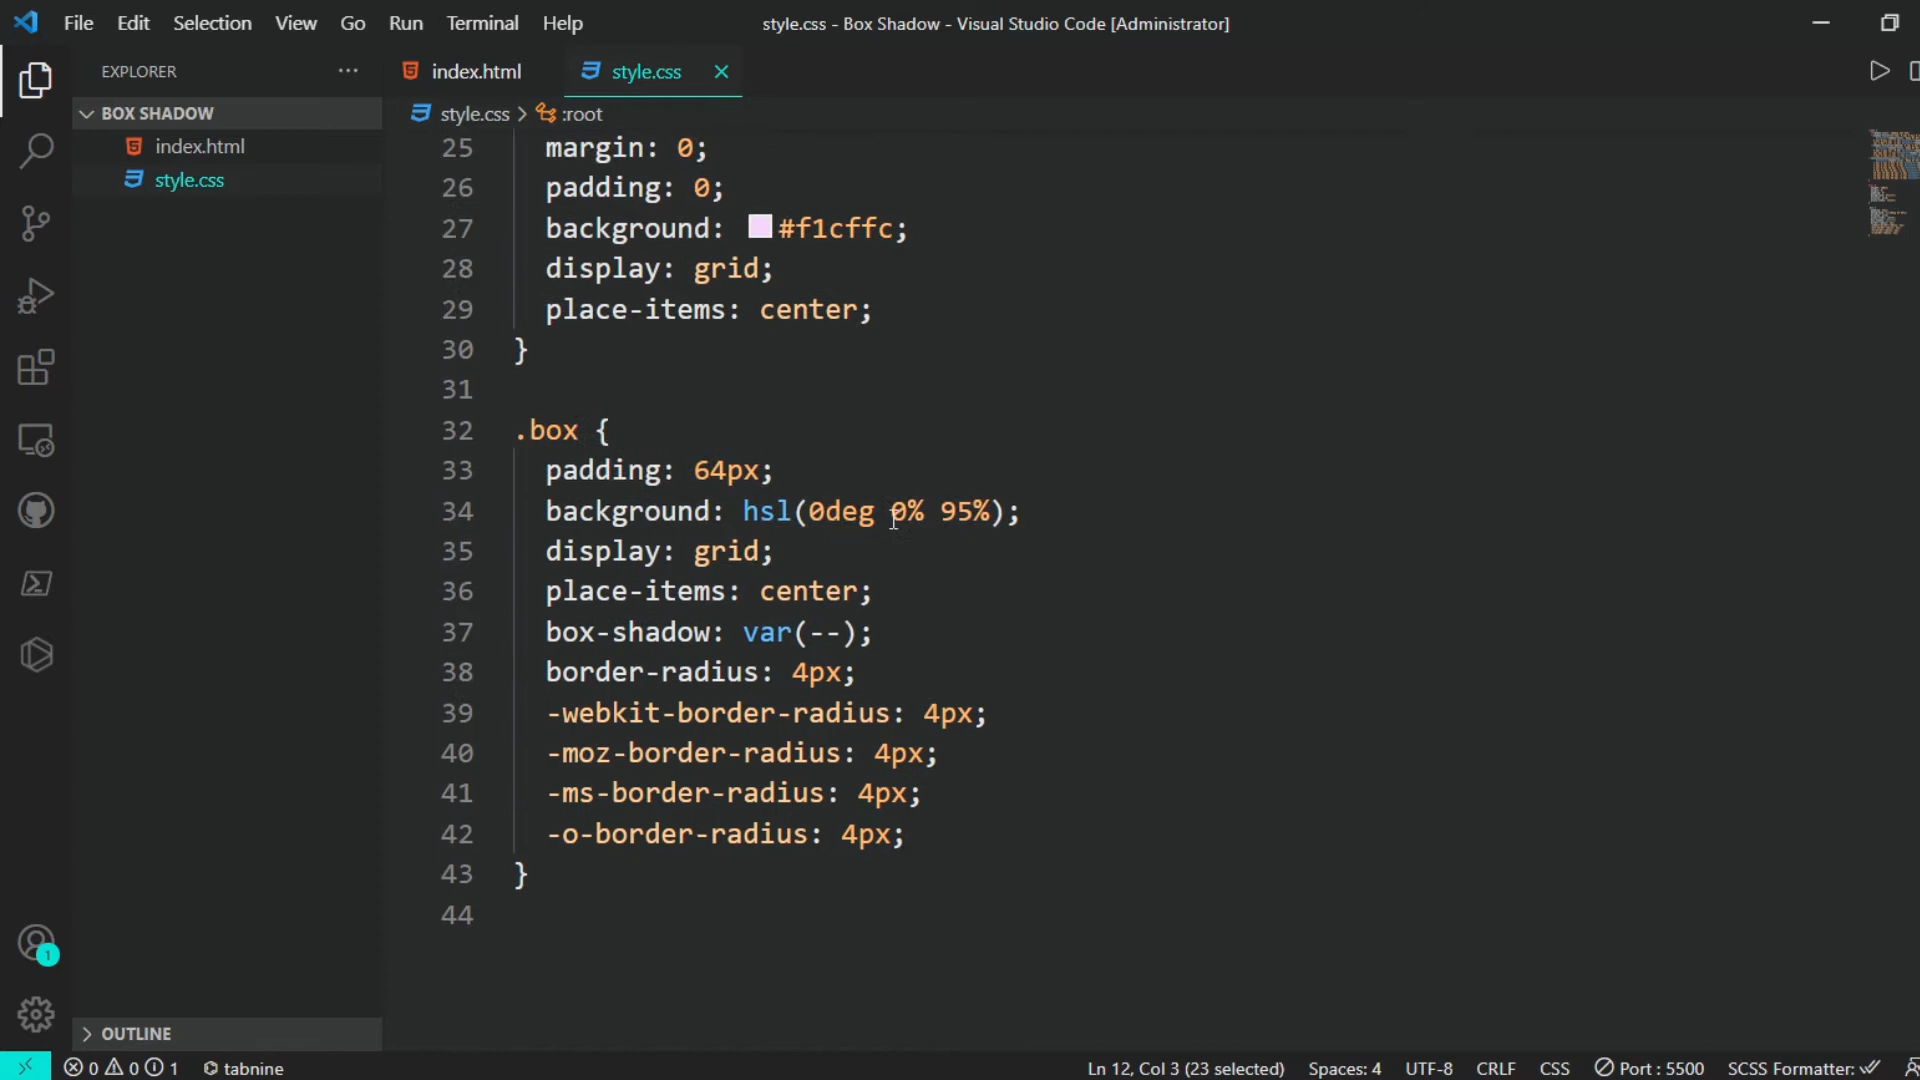 File Edit Selection View Go Run Terminal Help
style.css - Box Shadow - Visual Studio Code [Administrator]
EXPLORER
BOX SHADOW
index.html
style.css
OUTLINE
index.html style.css
style.css > :root
25 margin: 0;
26 padding: 0;
27 background: #f1cffc;
28 display: grid;
29 place-items: center;
30 }
31
32 .box {
33 padding: 64px;
34 background: hsl(0deg 0% 95%);
35 display: grid;
36 place-items: center;
37 box-shadow: var(--);
38 border-radius: 4px;
39 -webkit-border-radius: 4px;
40 -moz-border-radius: 4px;
41 -ms-border-radius: 4px;
42 -o-border-radius: 4px;
43 }
44
1
0 0 1 tabnine
Ln 12, Col 3 (23 selected) Spaces: 4 UTF-8 CRLF CSS Port : 5500 SCSS Formatter: